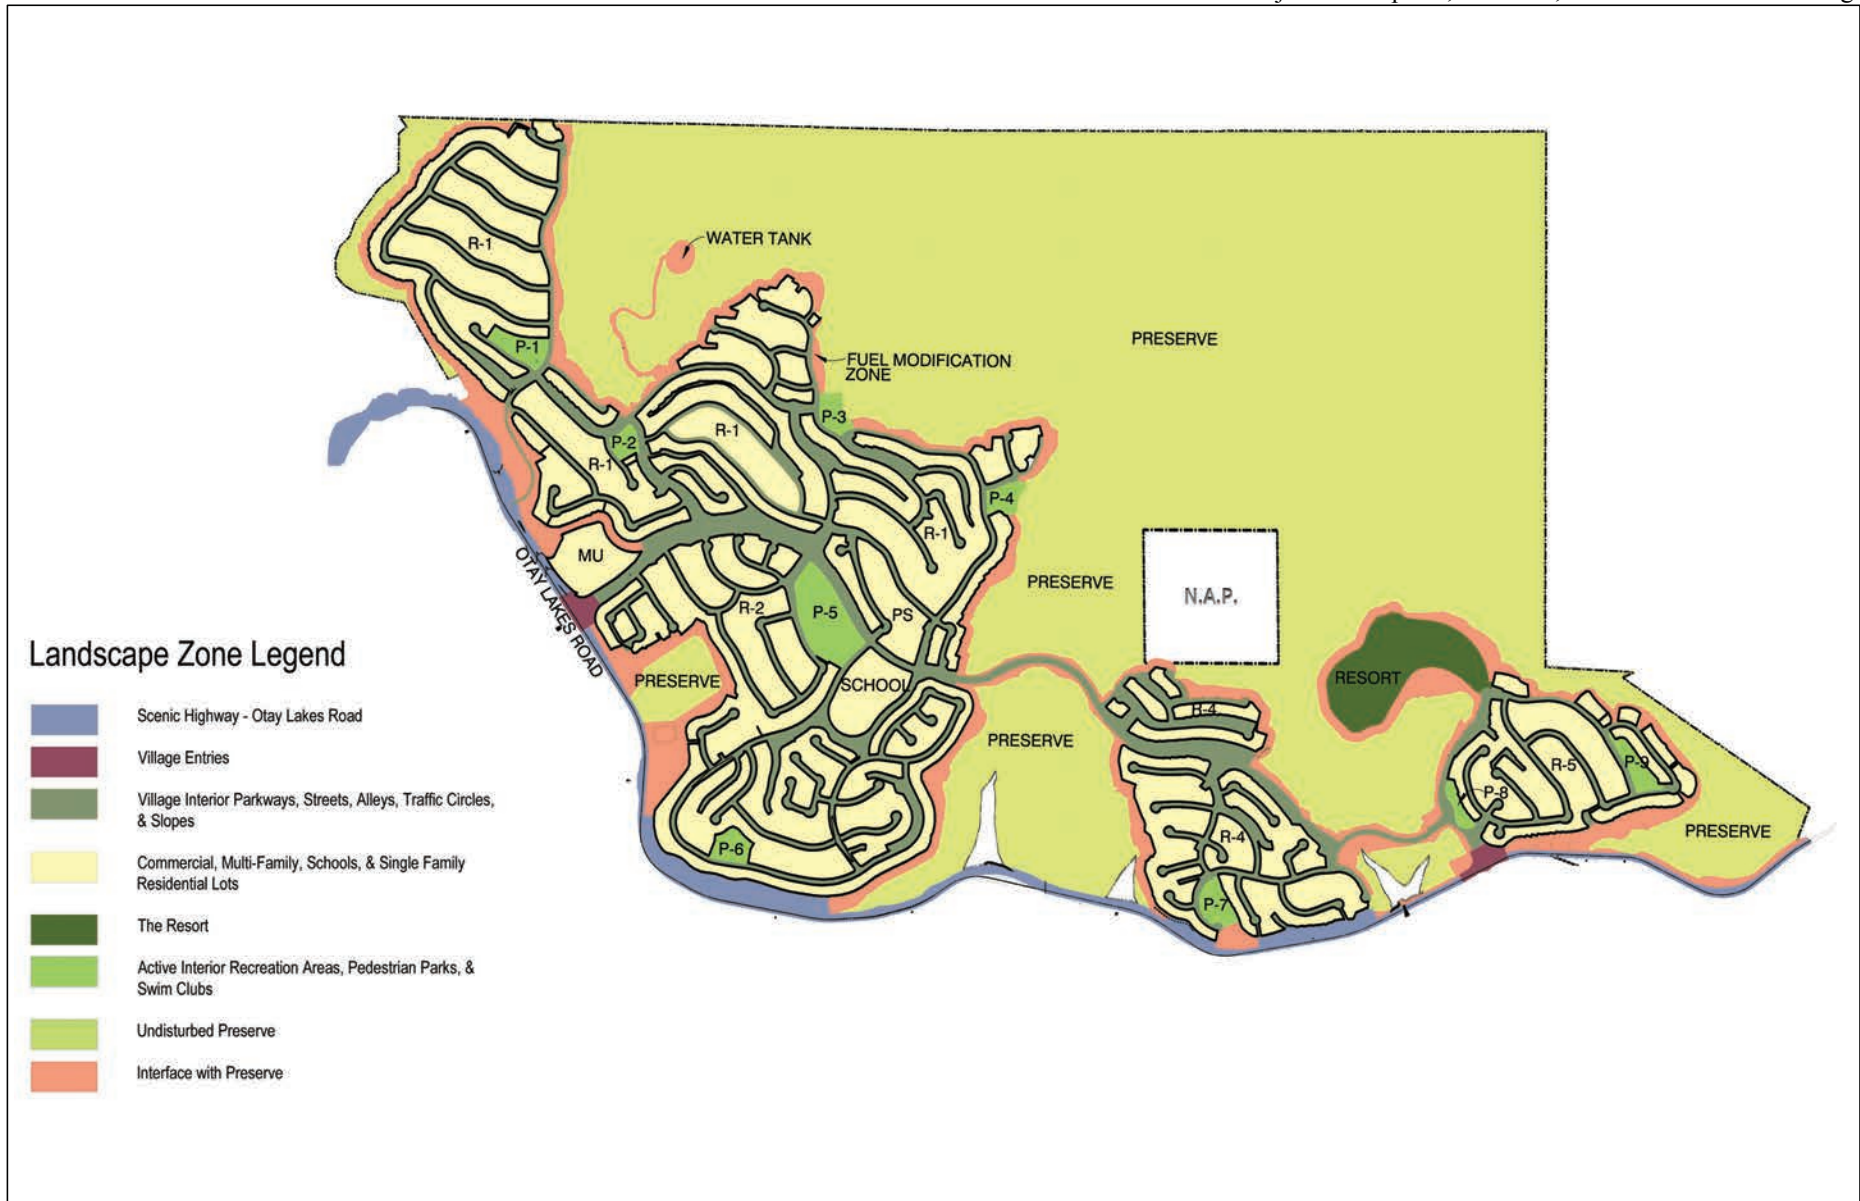 WATER TANK
R-1
PRESERVE
P-1
FUEL MODIFICATION
ZONE
P-3
R-1
P-2
R-1
P-4
R-1
MU
OTAY LAKES ROAD
PRESERVE
N.A.P.
R-2
P-5
PS
PRESERVE
SCHOOL
RESORT
R-4
PRESERVE
R-5
P-9
P-8
R-4
PRESERVE
P-6
P-7
Landscape Zone Legend
Scenic Highway - Otay Lakes Road
Village Entries
Village Interior Parkways, Streets, Alleys, Traffic Circles,
& Slopes
Commercial, Multi-Family, Schools, & Single Family
Residential Lots
The Resort
Active Interior Recreation Areas, Pedestrian Parks, &
Swim Clubs
Undisturbed Preserve
Interface with Preserve